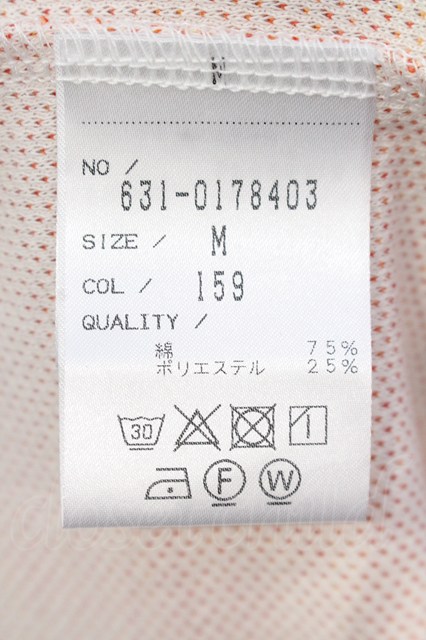 M
NO / 631-0178403
SIZE / M
COL / 159
QUALITY /
綿 75%
ポリエステル 25%
30
F W